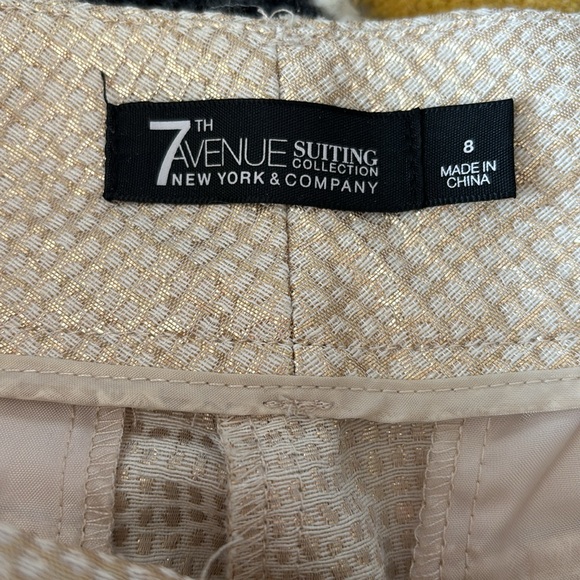 7TH AVENUE SUITING COLLECTION
NEW YORK & COMPANY
8
MADE IN
CHINA